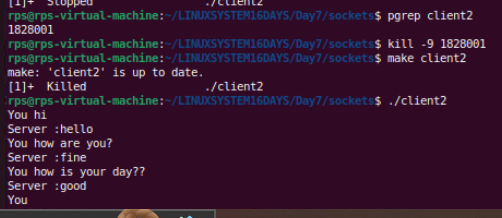 [1]+  Stopped                 ./client2
rps@rps-virtual-machine:~/LINUXSYSTEM16DAYS/Day7/sockets$ pgrep client2
1828001
rps@rps-virtual-machine:~/LINUXSYSTEM16DAYS/Day7/sockets$ kill -9 1828001
rps@rps-virtual-machine:~/LINUXSYSTEM16DAYS/Day7/sockets$ make client2
make: 'client2' is up to date.
[1]+  Killed                  ./client2
rps@rps-virtual-machine:~/LINUXSYSTEM16DAYS/Day7/sockets$ ./client2
You hi
Server :hello
You how are you?
Server :fine
You how is your day??
Server :good
You